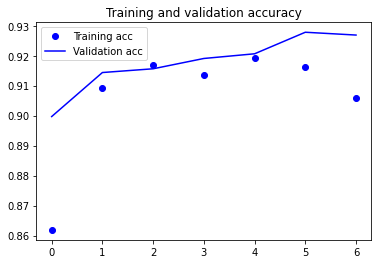 Training and validation accuracy
Training acc
Validation acc
0.93
0.92
0.91
0.90
0.89
0.88
0.87
0.86
0 1 2 3 4 5 6